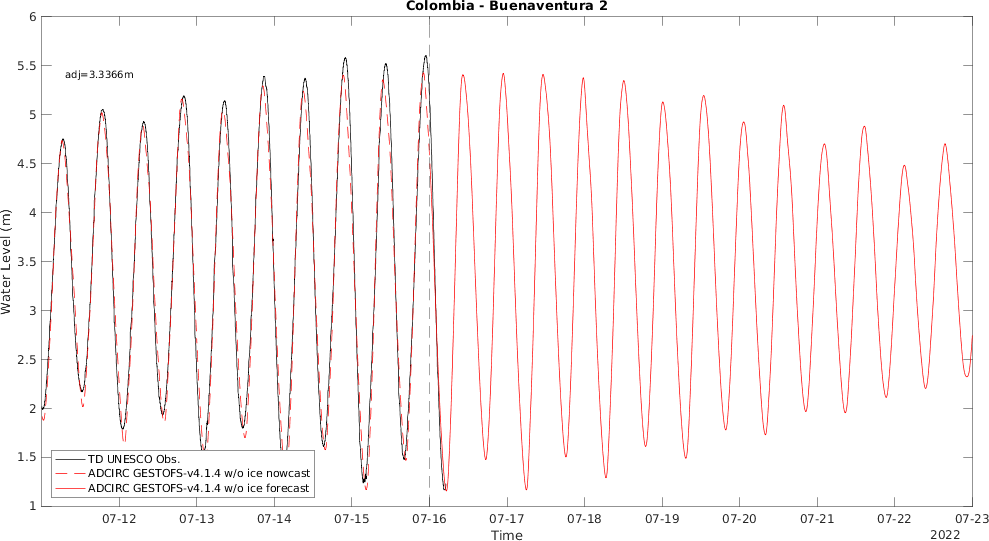 Colombia - Buenaventura 2
6
5.5
5
4.5
4
3.5
3
2.5
2
1.5
1
Water Level (m)
adj=3.3366m
TD UNESCO Obs.
ADCIRC GESTOFS-v4.1.4 w/o ice nowcast
ADCIRC GESTOFS-v4.1.4 w/o ice forecast
07-12 07-13 07-14 07-15 07-16 07-17 07-18 07-19 07-20 07-21 07-22 07-23
Time
2022